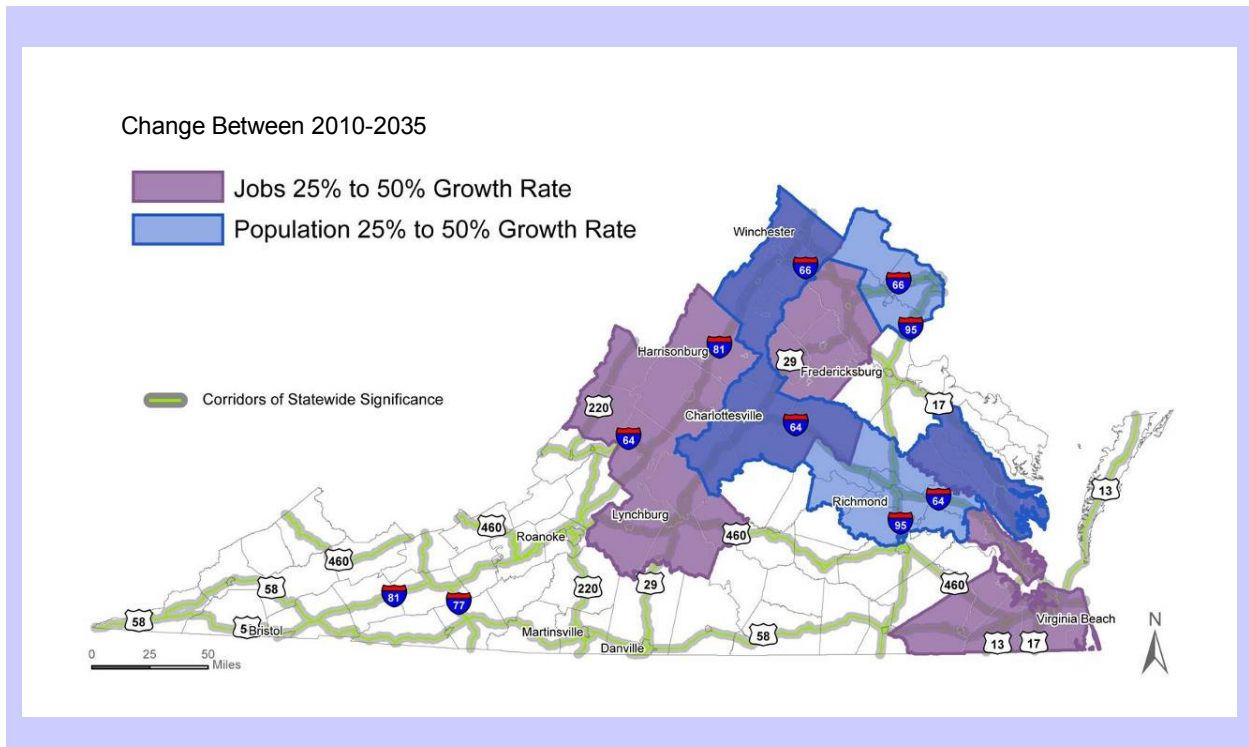 Change Between 2010-2035
Jobs 25% to 50% Growth Rate
Population 25% to 50% Growth Rate
Winchester
66
66
95
Harrisonburg
81
29
Fredericksburg
Corridors of Statewide Significance
220
17
Charlottesville
64
64
13
Richmond
64
Lynchburg
95
460
460
Roanoke
460
29
220
460
58
81
77
58
5
Bristol
Martinsville
58
Danville
Virginia Beach
13
17
N
0 25 50
Miles